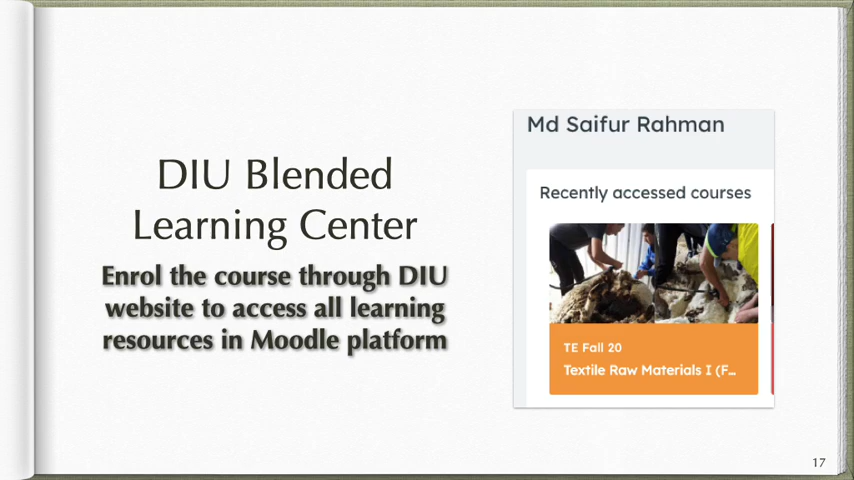 DIU Blended
Learning Center
Enrol the course through DIU
website to access all learning
resources in Moodle platform
Md Saifur Rahman
Recently accessed courses
TE Fall 20
Textile Raw Materials I (F...
17